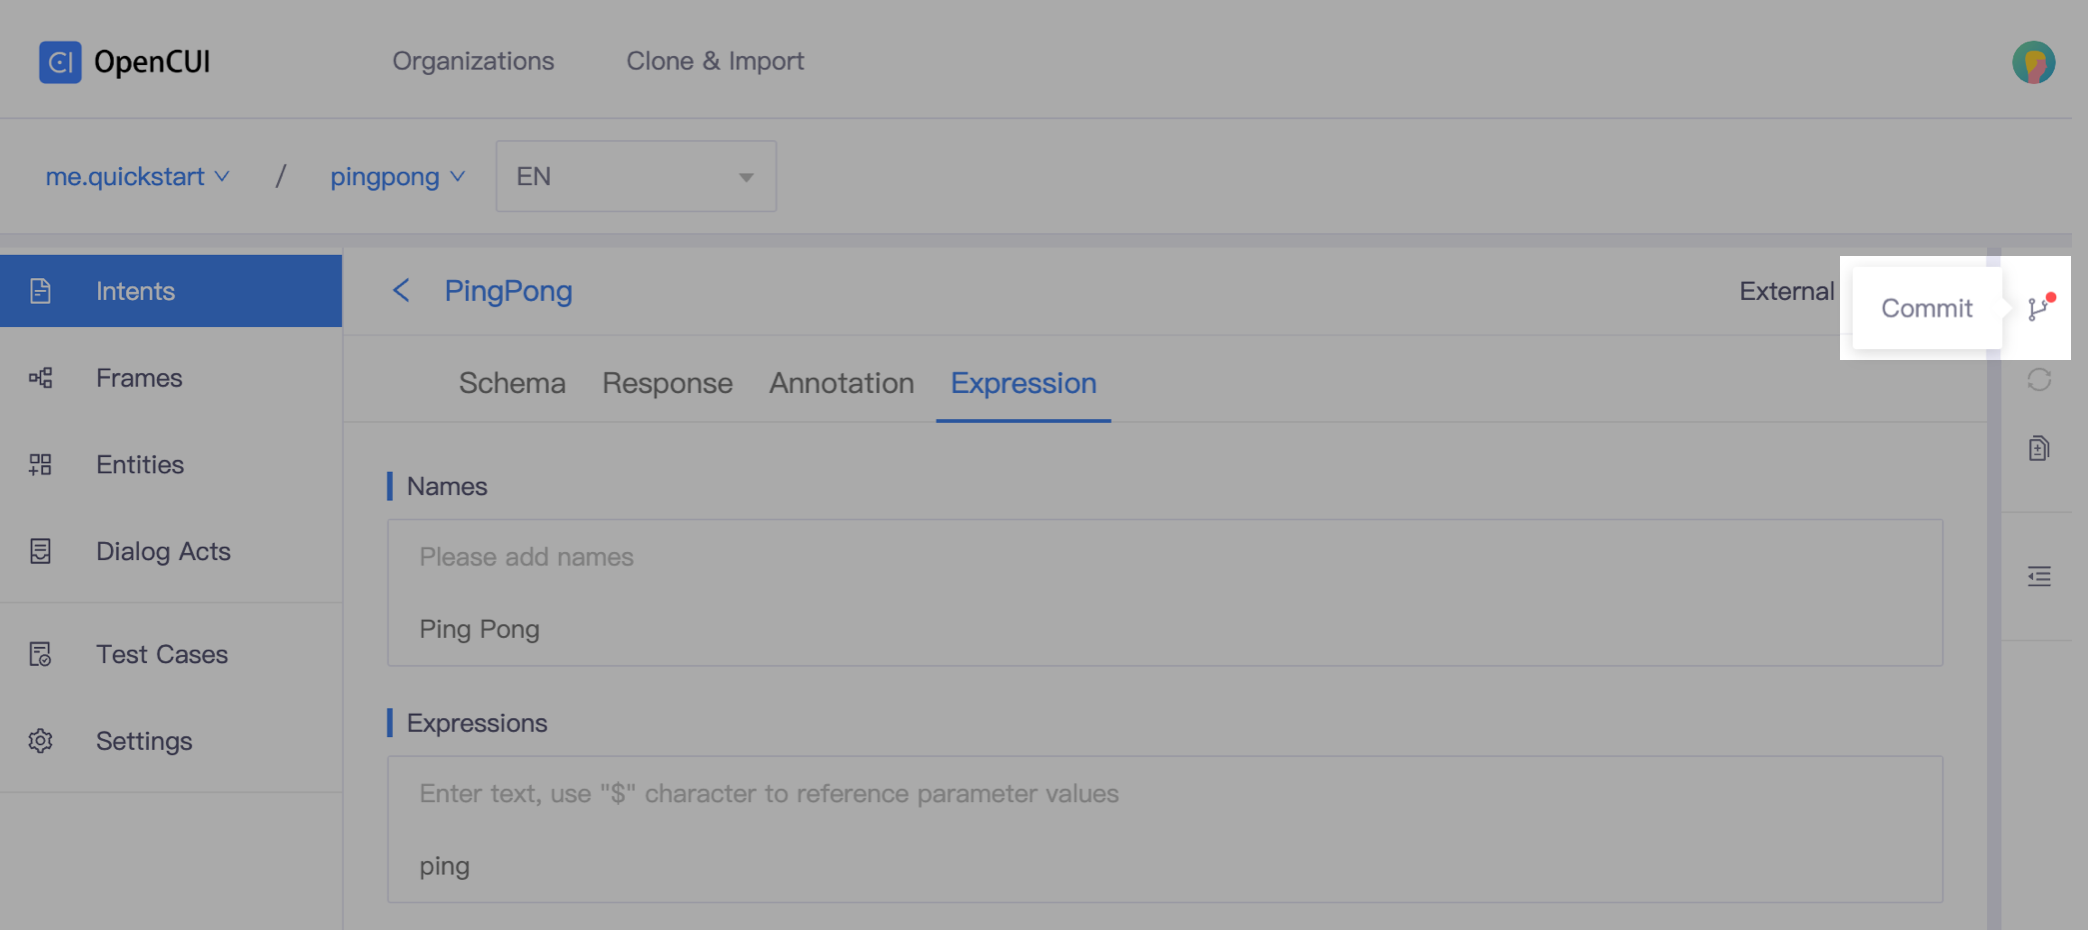 CI OpenCUI
Organizations
Clone & Import
me.quickstart / pingpong EN
Intents
Frames
Entities
Dialog Acts
Test Cases
Settings
PingPong
External
Commit
Schema Response Annotation Expression
Names
Please add names
Ping Pong
Expressions
Enter text, use "$" character to reference parameter values
ping